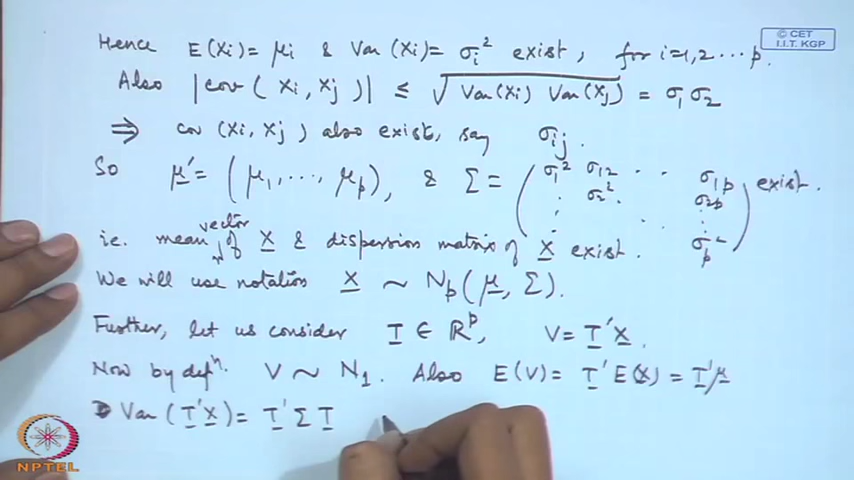 © CET
I.I.T. KGP
Hence E(Xi) = μi & Var(Xi) = σi² exist, for i=1,2 ... p.
Also |cov(Xi, Xj)| ≤ √Var(Xi) Var(Xj) = σ1σ2
⇒ cov(Xi, Xj) also exist, say σij.
So μ' = (μ1, ..., μp), & Σ = ( σ1² σ12 . . σ1p exist.
: σ2². σ2p
: . . :
σp² )
i.e. mean vector of X & dispersion matrix of X exist.
We will use notation X ~ Np(μ, Σ).
Further, let us consider T ∈ ℝᵖ, V = T'X.
Now by defⁿ. V ~ N1. Also E(V) = T'E(X) = T'μ
Var(T'X) = T'ΣT
NPTEL